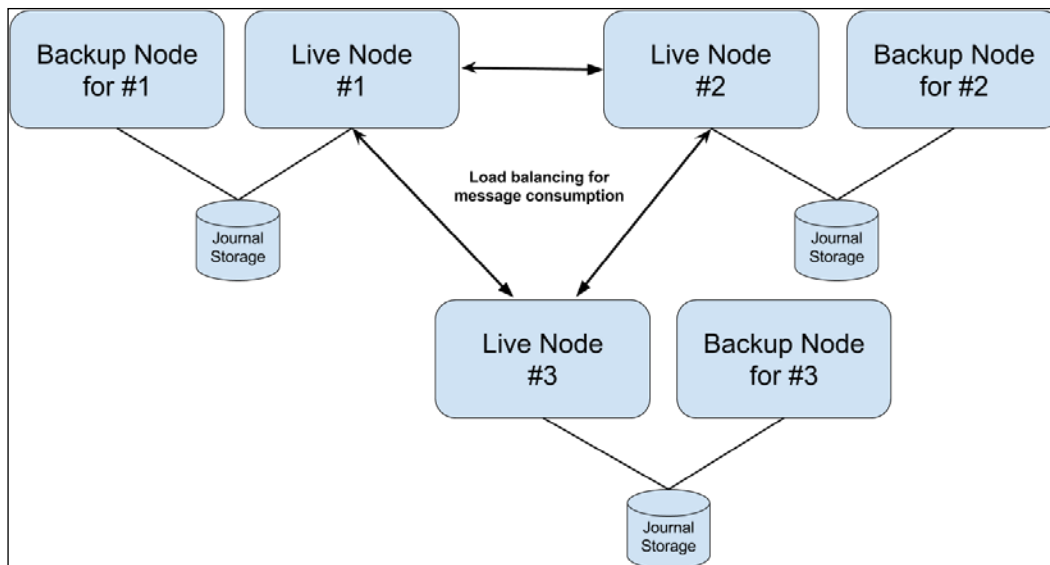 Backup Node
for #1
Live Node
#1
Live Node
#2
Backup Node
for #2
Load balancing for
message consumption
Journal
Storage
Journal
Storage
Live Node
#3
Backup Node
for #3
Journal
Storage